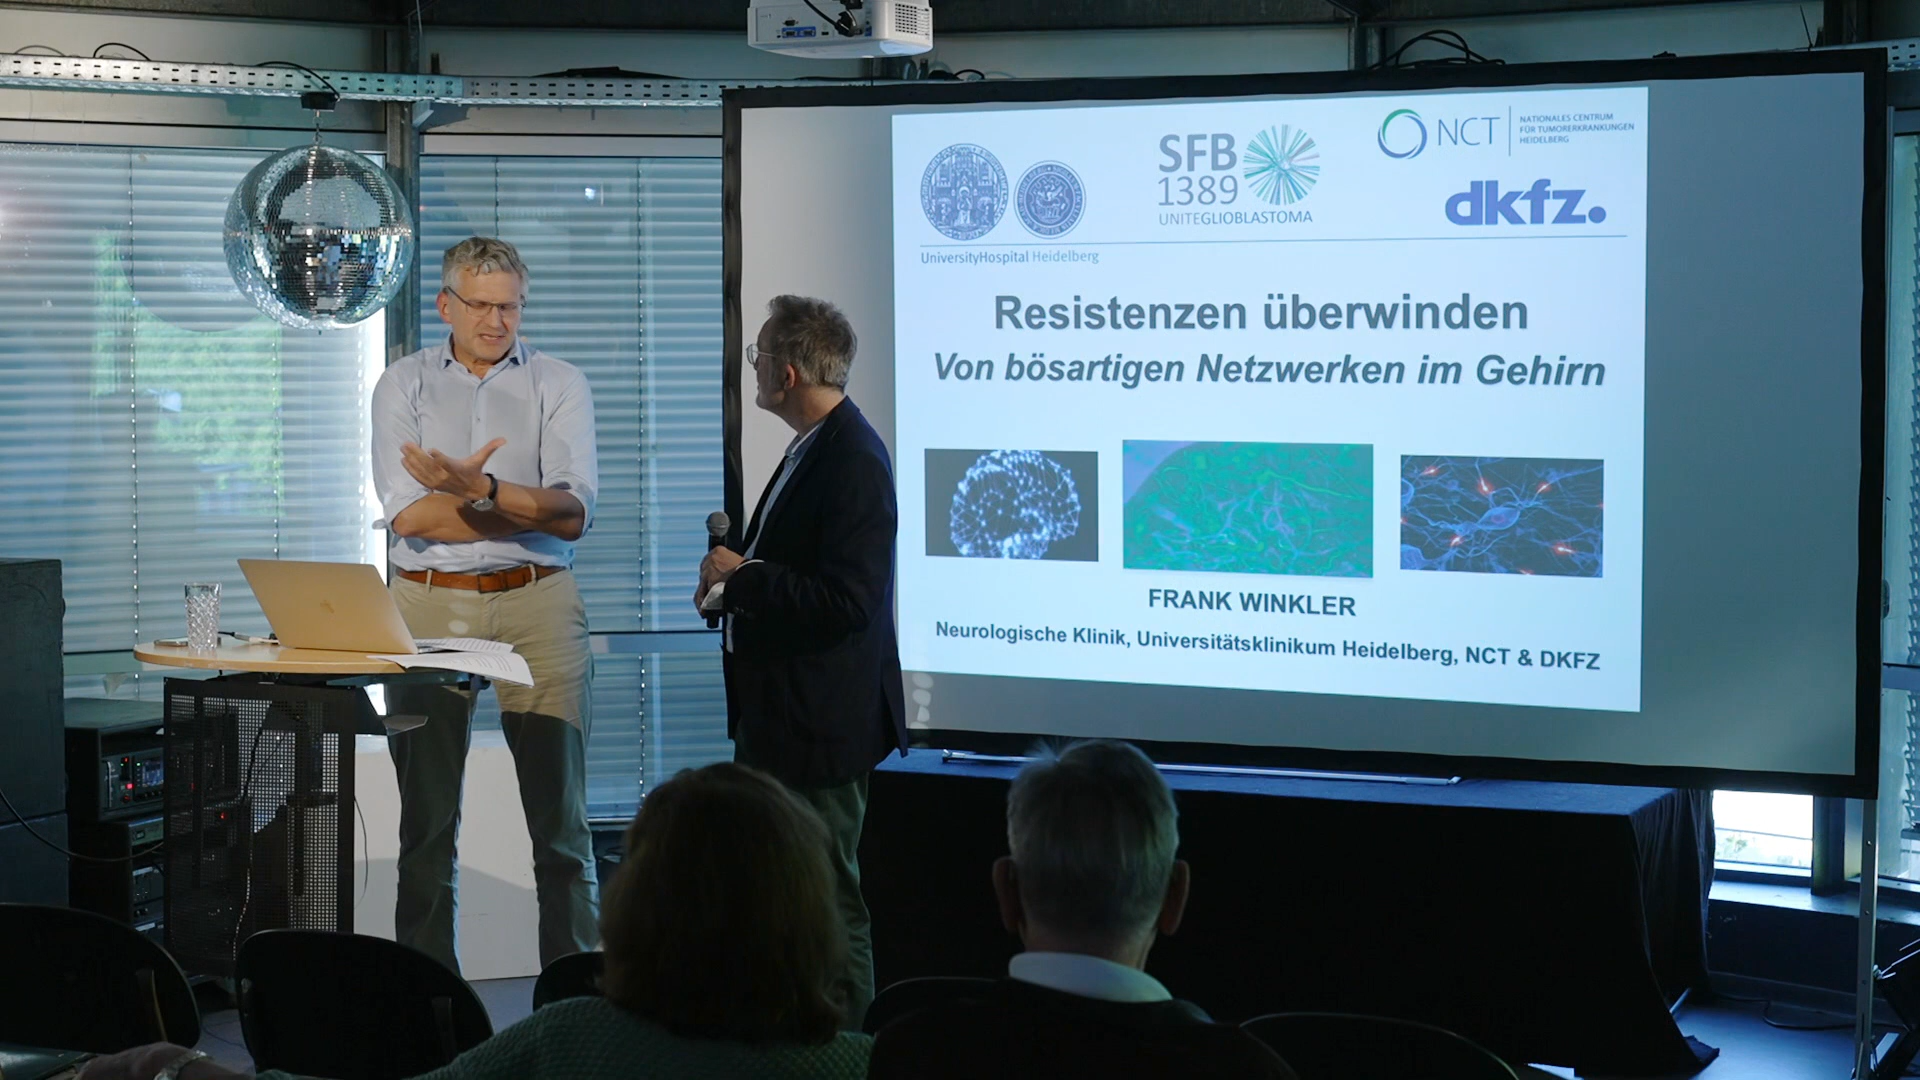 UniversityHospital Heidelberg
SFB
1389
UNITEGLIOBLASTOMA
NCT
NATIONALES CENTRUM
FÜR TUMORERKRANKUNGEN
HEIDELBERG
dkfz.
Resistenzen überwinden
Von bösartigen Netzwerken im Gehirn
FRANK WINKLER
Neurologische Klinik, Universitätsklinikum Heidelberg, NCT & DKFZ